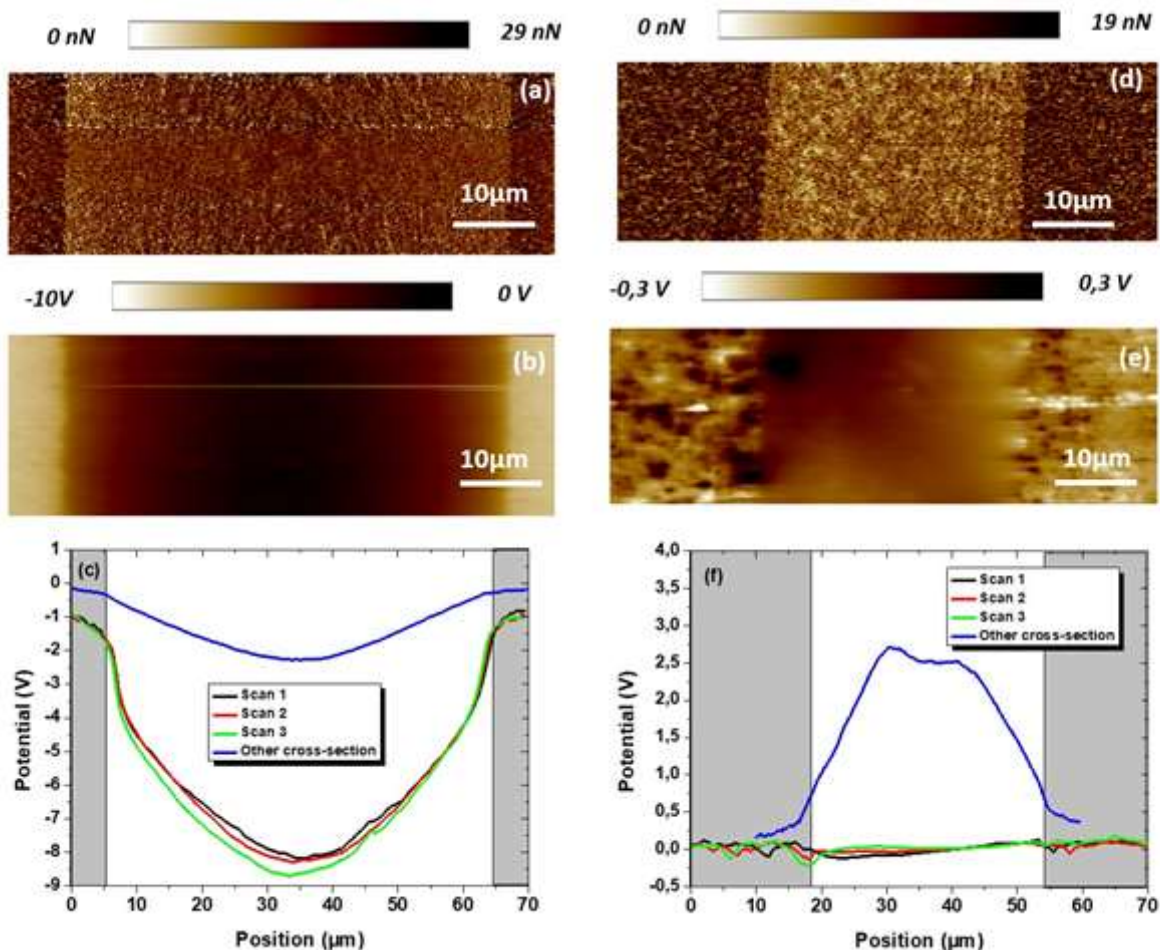 0 nN 29 nN
(a)
10µm
-10V 0 V
(b)
10µm
(c)
Scan 1
Scan 2
Scan 3
Other cross-section
Potential (V)
1
0
-1
-2
-3
-4
-5
-6
-7
-8
-9
0 10 20 30 40 50 60 70
Position (µm)
0 nN 19 nN
(d)
10µm
-0,3 V 0,3 V
(e)
10µm
(f)
Scan 1
Scan 2
Scan 3
Other cross-section
Potential (V)
4,0
3,5
3,0
2,5
2,0
1,5
1,0
0,5
0,0
-0,5
0 10 20 30 40 50 60 70
Position (µm)